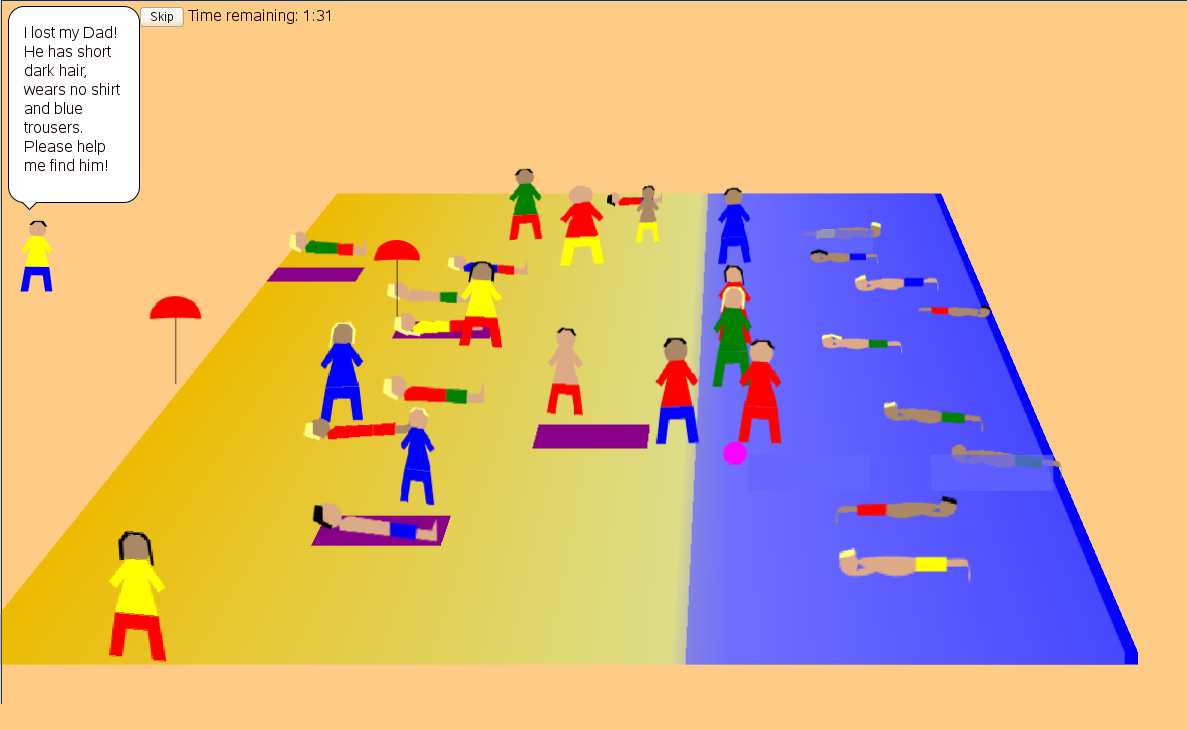 Skip Time remaining: 1:31
I lost my Dad!
He has short
dark hair,
wears no shirt
and blue
trousers.
Please help
me find him!